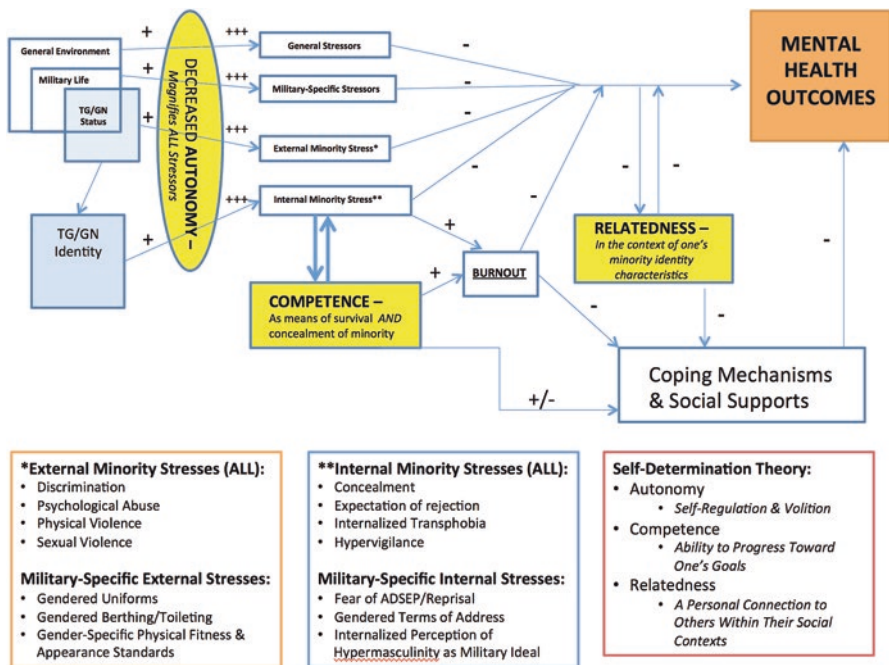 General Environment
Military Life
TG/GN
Status
TG/GN
Identity
+
+
+
+
DECREASED AUTONOMY –
Magnifies ALL Stressors
+++
+++
+++
+++
General Stressors
Military-Specific Stressors
External Minority Stress*
Internal Minority Stress**
-
-
-
-
MENTAL
HEALTH
OUTCOMES
COMPETENCE –
As means of survival AND
concealment of minority
+
+
BURNOUT
-
-
-
-
RELATEDNESS –
In the context of one's
minority identity
characteristics
-
-
+/-
Coping Mechanisms
& Social Supports
*External Minority Stresses (ALL):
• Discrimination
• Psychological Abuse
• Physical Violence
• Sexual Violence
Military-Specific External Stresses:
• Gendered Uniforms
• Gendered Berthing/Toileting
• Gender-Specific Physical Fitness &
Appearance Standards
**Internal Minority Stresses (ALL):
• Concealment
• Expectation of rejection
• Internalized Transphobia
• Hypervigilance
Military-Specific Internal Stresses:
• Fear of ADSEP/Reprisal
• Gendered Terms of Address
• Internalized Perception of
Hypermasculinity as Military Ideal
Self-Determination Theory:
• Autonomy
• Self-Regulation & Volition
• Competence
• Ability to Progress Toward
One's Goals
• Relatedness
• A Personal Connection to
Others Within Their Social
Contexts